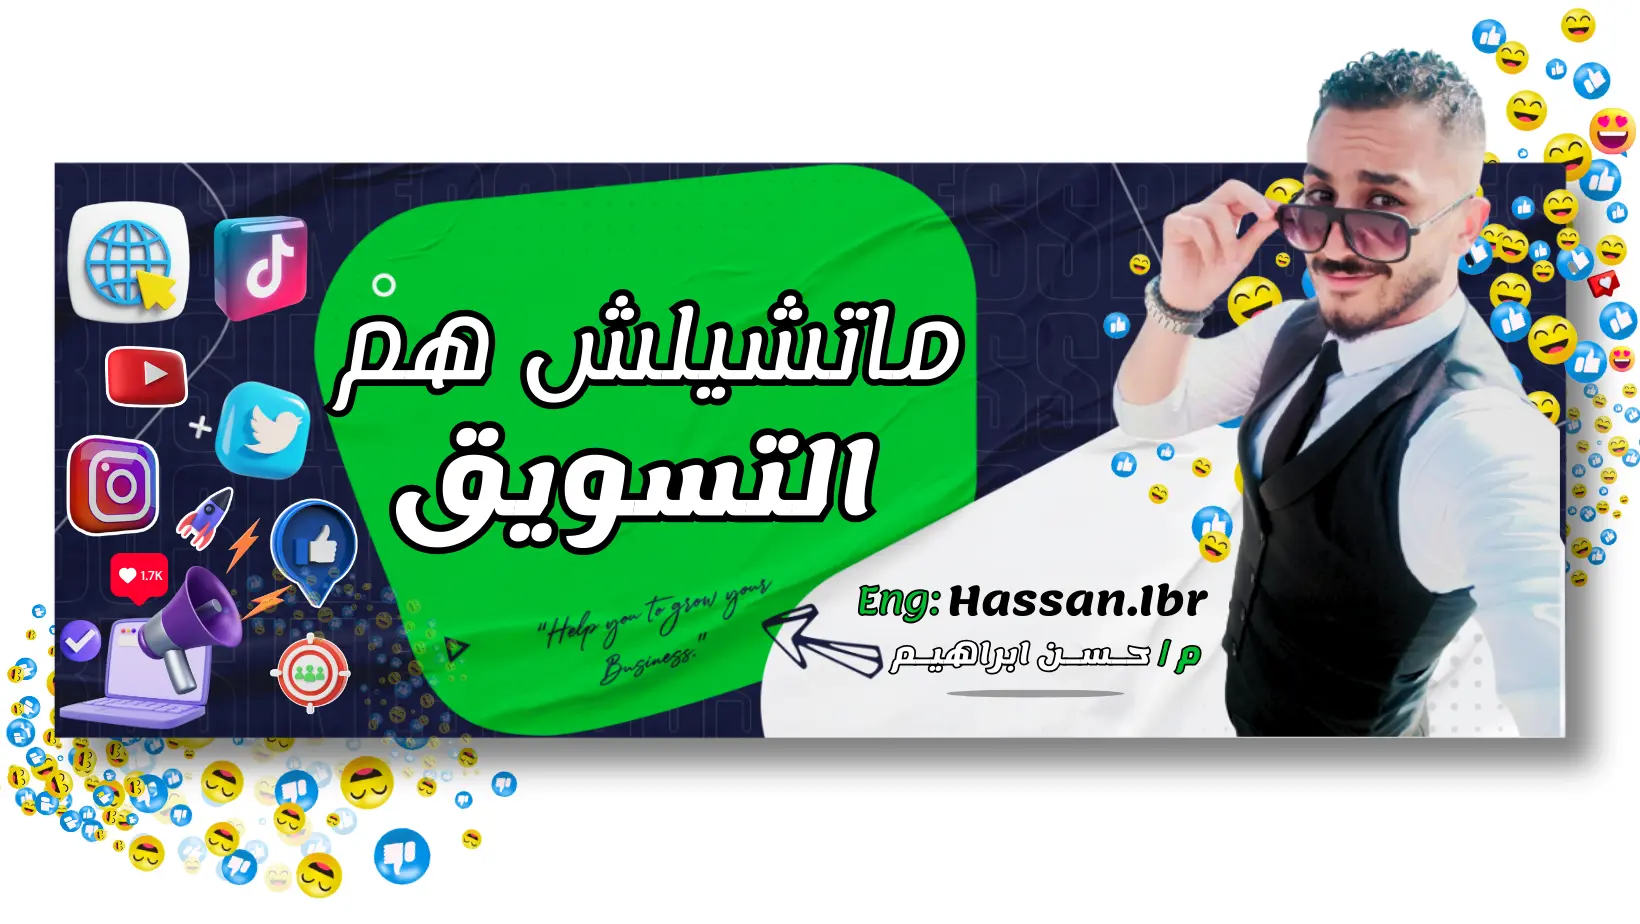 ماتشيلش هم
التسويق
"Help you to grow your
Business."
Eng: Hassan.Ibr
م / حسن ابراهيم
1.7K